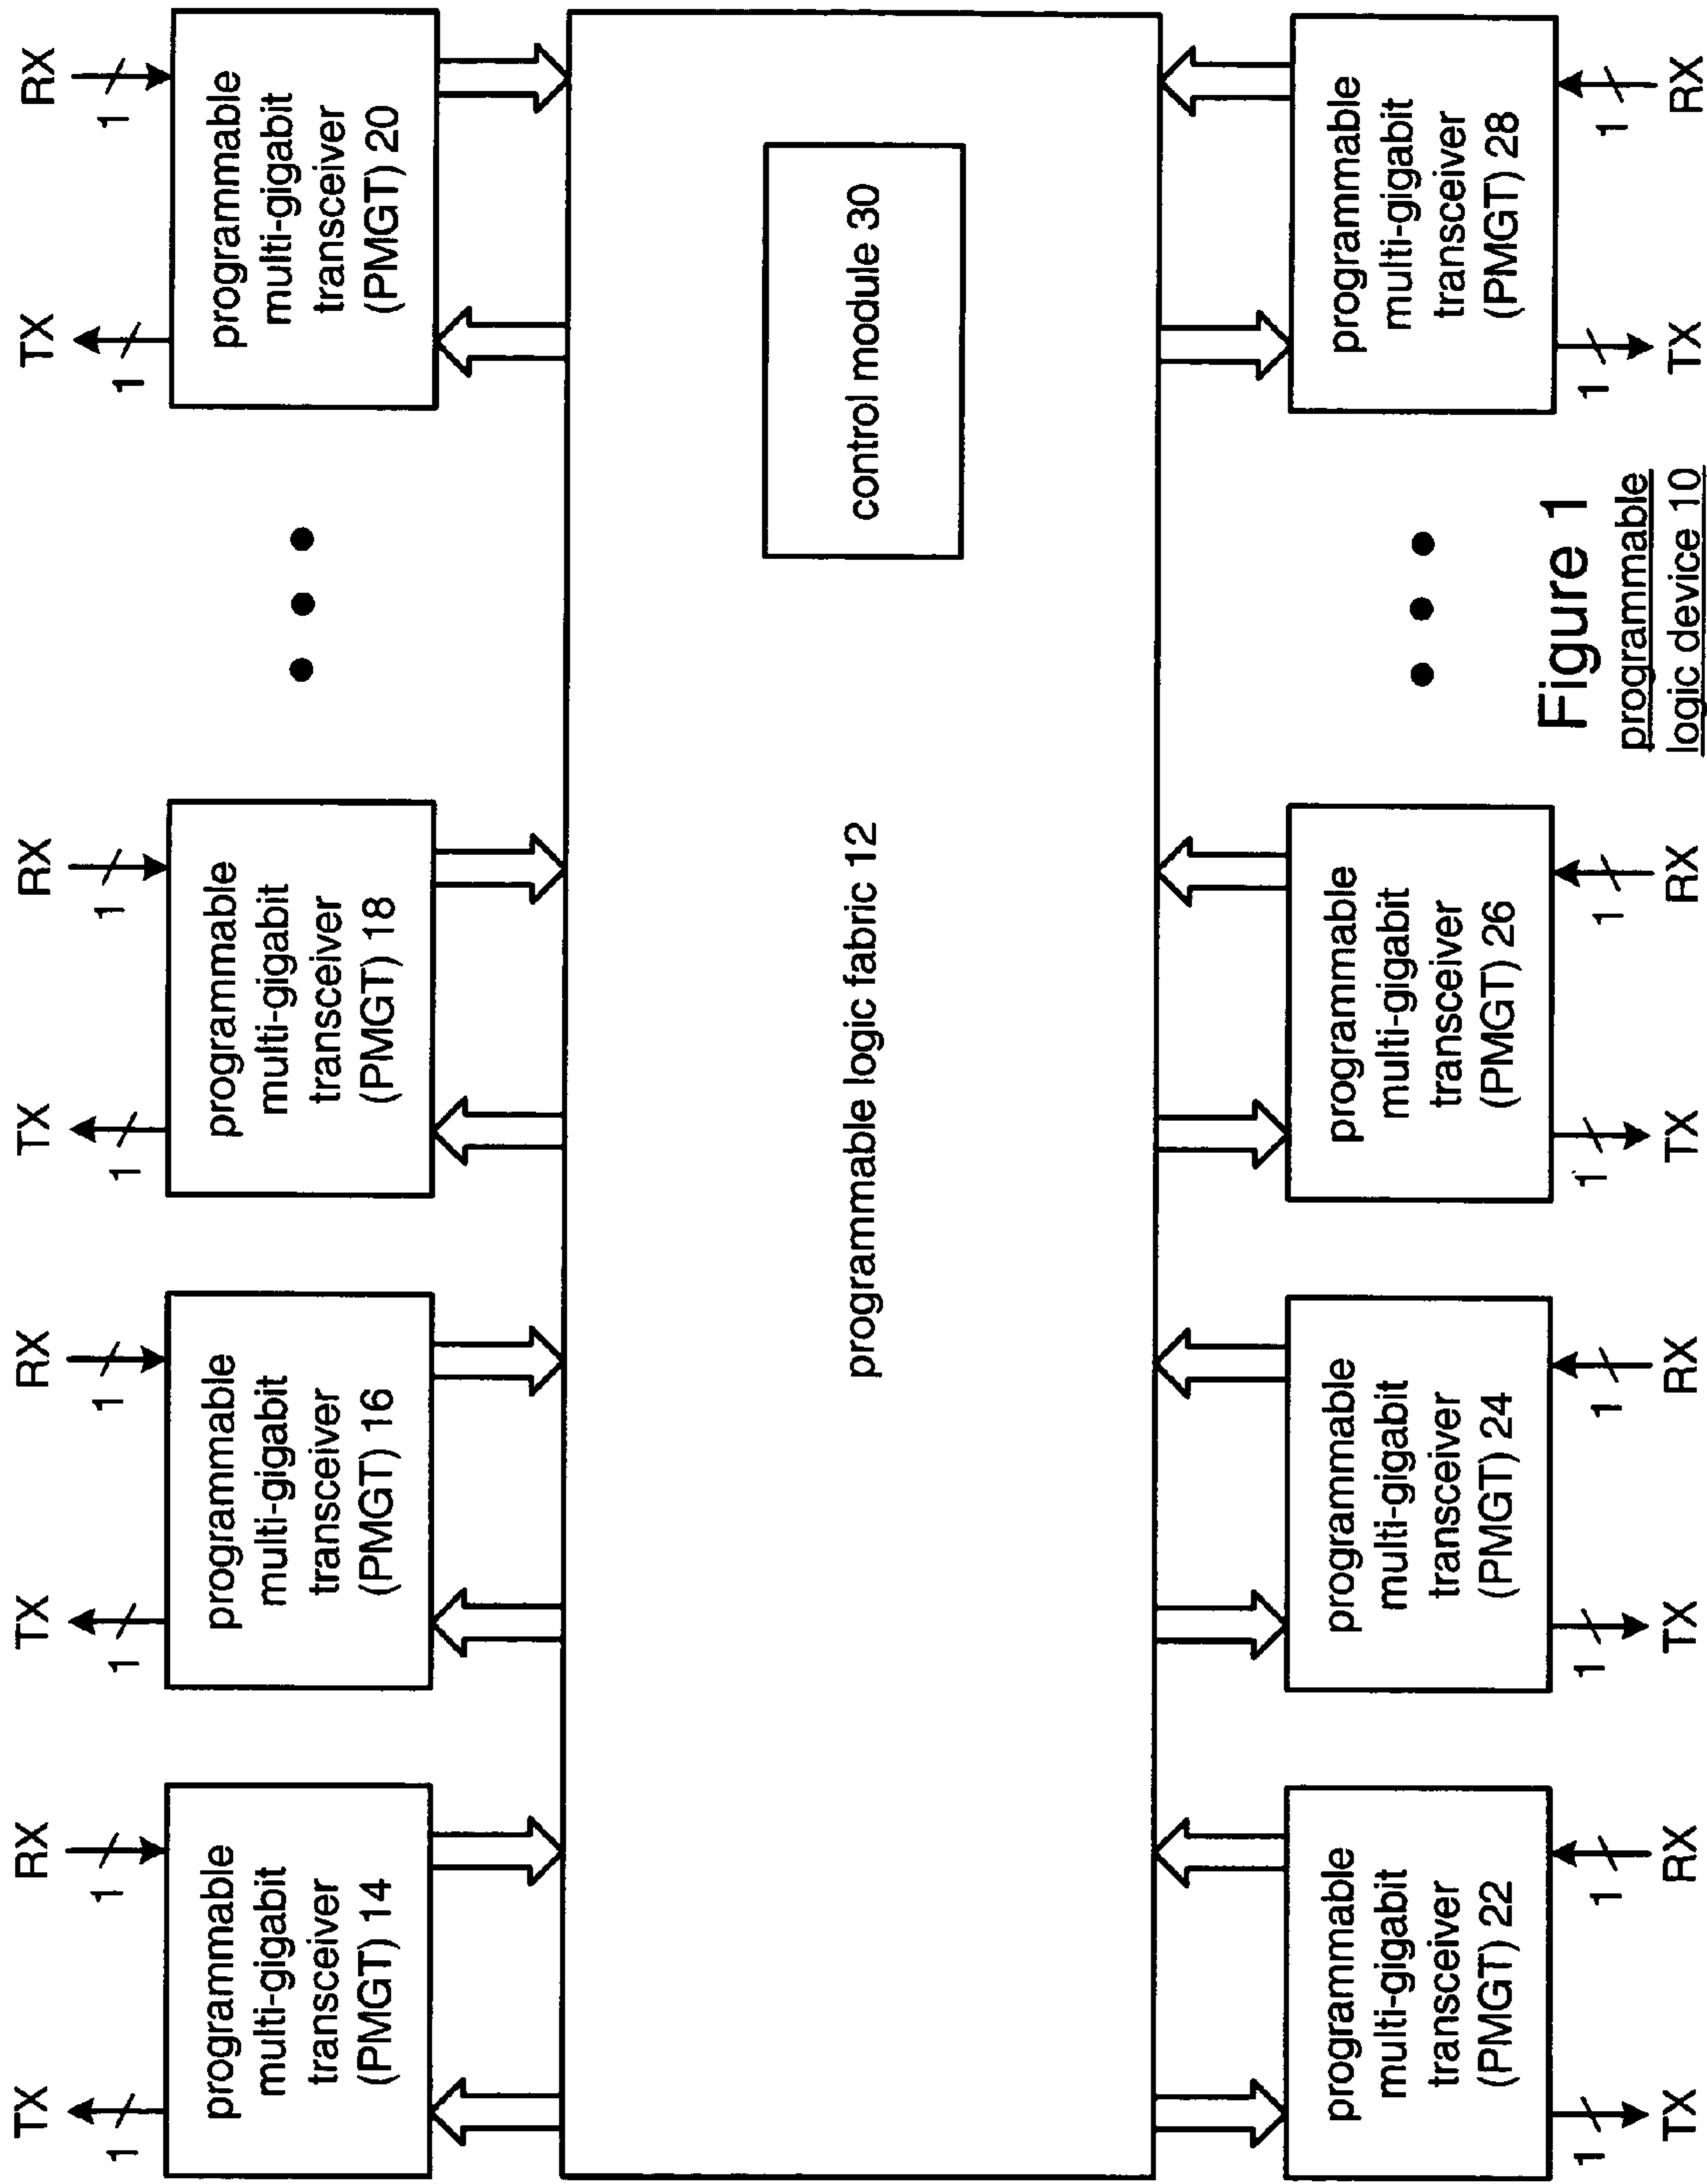 TX RX TX RX TX RX TX RX
1 1 1 1 1 1 1 1
programmable
multi-gigabit
transceiver
(PMGT) 14
programmable
multi-gigabit
transceiver
(PMGT) 16
programmable
multi-gigabit
transceiver
(PMGT) 18
programmable
multi-gigabit
transceiver
(PMGT) 20
programmable logic fabric 12
control module 30
programmable
multi-gigabit
transceiver
(PMGT) 22
programmable
multi-gigabit
transceiver
(PMGT) 24
programmable
multi-gigabit
transceiver
(PMGT) 26
programmable
multi-gigabit
transceiver
(PMGT) 28
1 1 1 1 1 1 1 1
TX RX TX RX TX RX TX RX
Figure 1
programmable
logic device 10